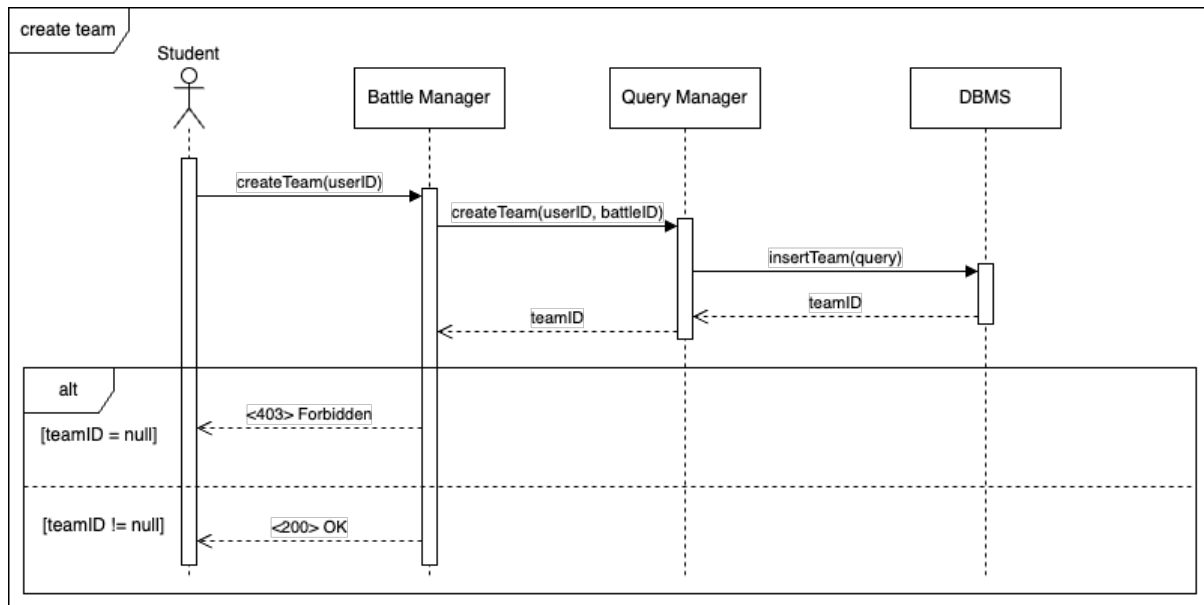 create team
Student
Battle Manager
Query Manager
DBMS
createTeam(userID)
createTeam(userID, battleID)
insertTeam(query)
teamID
teamID
alt
<403> Forbidden
[teamID = null]
[teamID != null]
<200> OK